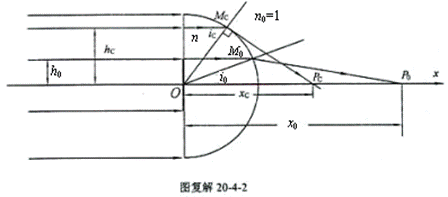 M_C
n_0=1
n
i_C
h_C
M_0
h_0
i_0
P_C
P_0
x
O
x_C
x_0
图复解 20-4-2